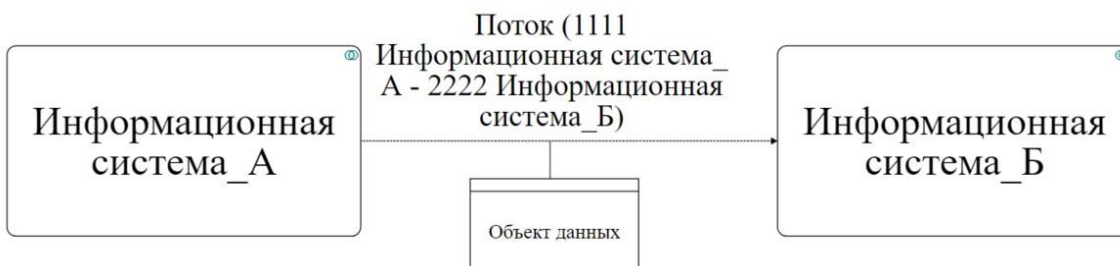 Поток (1111
Информационная система_
А - 2222 Информационная
система_Б)
Информационная
система_А
Информационная
система_Б
Объект данных